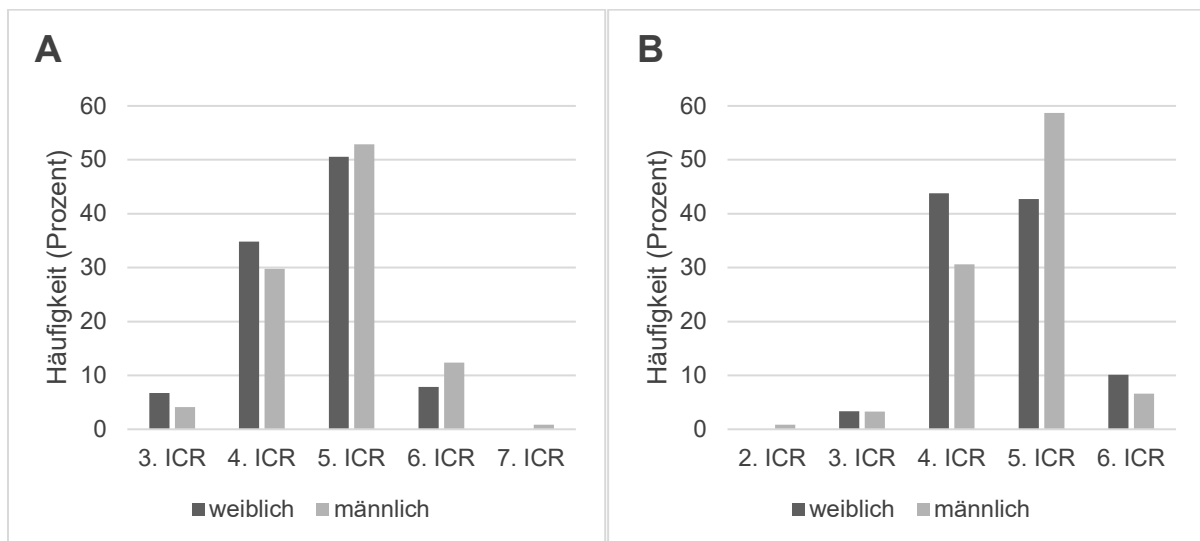 A
Häufigkeit (Prozent)
60
50
40
30
20
10
0
3. ICR 4. ICR 5. ICR 6. ICR 7. ICR
weiblich männlich
B
Häufigkeit (Prozent)
60
50
40
30
20
10
0
2. ICR 3. ICR 4. ICR 5. ICR 6. ICR
weiblich männlich